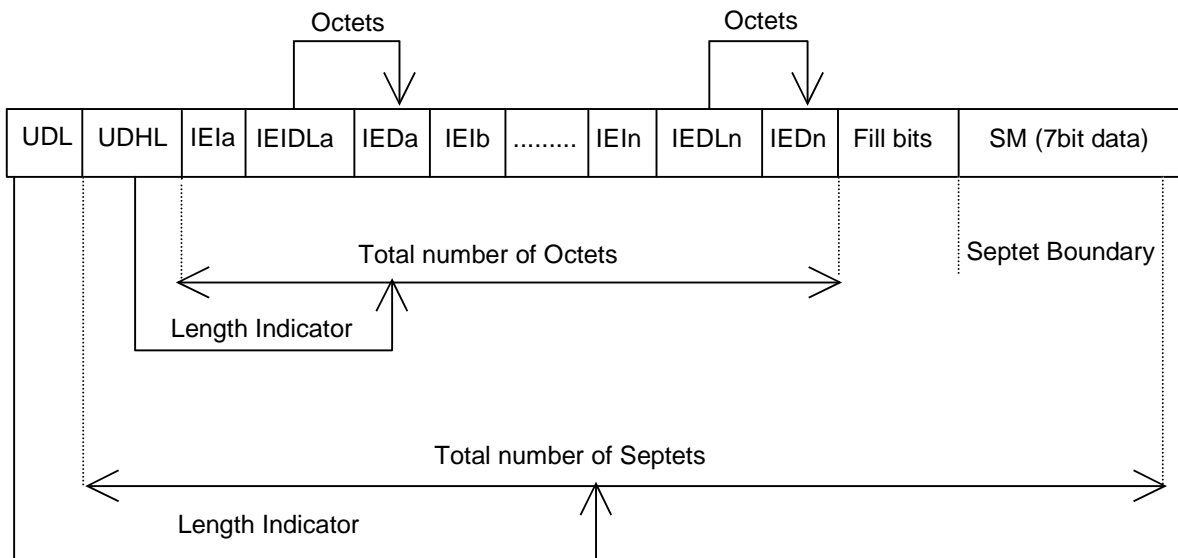 Octets Octets
UDL UDHL IEIa IEIDLa IEDa IEIb ......... IEIn IEDLn IEDn Fill bits SM (7bit data)
Total number of Octets
Septet Boundary
Length Indicator
Total number of Septets
Length Indicator